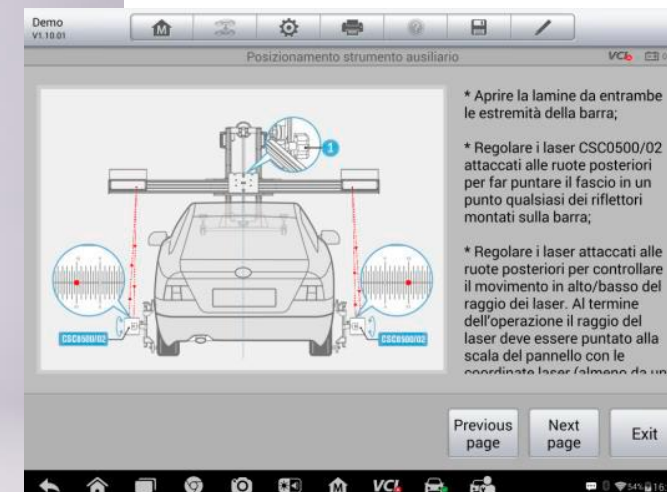 Demo
V1.10.01
Posizionamento strumento ausiliario
VCI
1
CSC0500/02
CSC0500/02
* Aprire la lamine da entrambe
le estremità della barra;
* Regolare i laser CSC0500/02
attaccati alle ruote posteriori
per far puntare il fascio in un
punto qualsiasi dei riflettori
montati sulla barra;
* Regolare i laser attaccati alle
ruote posteriori per controllare
il movimento in alto/basso del
raggio dei laser. Al termine
dell'operazione il raggio del
laser deve essere puntato alla
scala del pannello con le
coordinate laser (almeno da un
Previous
page
Next
page
Exit
VCI
54%